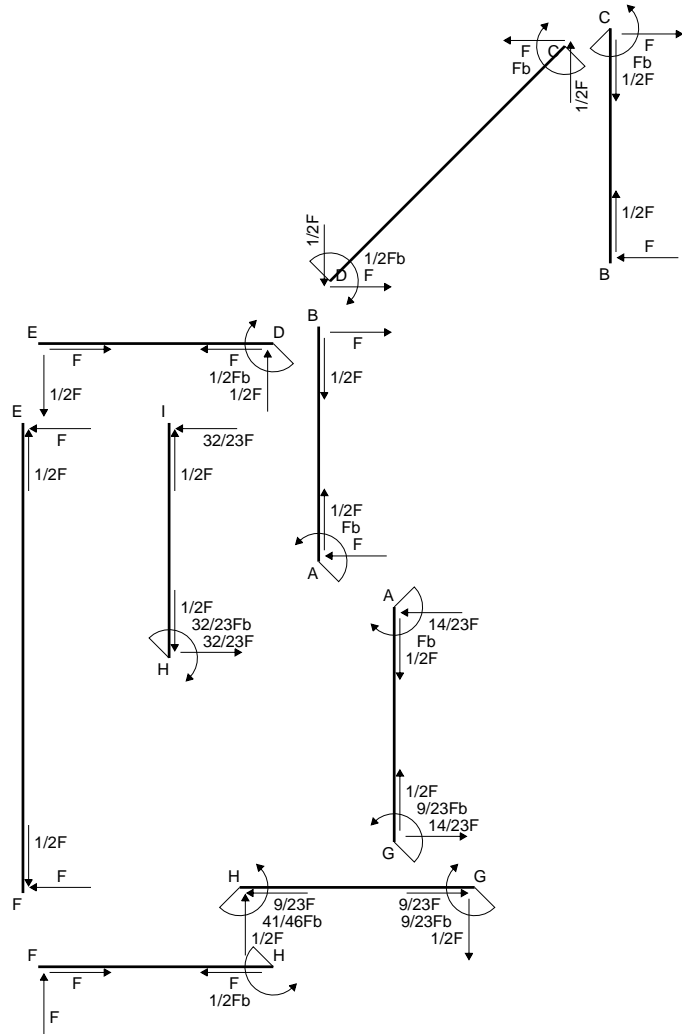 C
F
C
Fb
1/2F
F
Fb
1/2F
1/2F
F
B
1/2F
1/2Fb
D
F
B
F
1/2F
E
D
F
F
1/2Fb
1/2F
1/2F
E
F
1/2F
I
32/23F
1/2F
1/2F
Fb
F
A
1/2F
32/23Fb
32/23F
H
A
14/23F
Fb
1/2F
1/2F
9/23Fb
14/23F
G
1/2F
F
F
H
G
9/23F
41/46Fb
1/2F
9/23F
9/23Fb
1/2F
F
H
F
F
1/2Fb
F